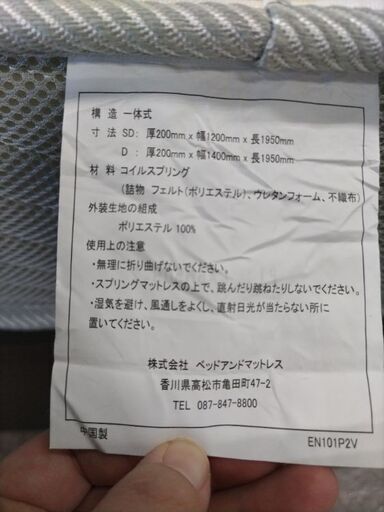 構 造 一体式
寸 法 SD: 厚200mm x 幅1200mm x 長1950mm
D : 厚200mm x 幅1400mm x 長1950mm
材 料 コイルスプリング
(詰物 フェルト(ポリエステル)、ウレタンフォーム、不織布)
外装生地の組成
ポリエステル 100%
使用上の注意
・無理に折り曲げないでください。
・スプリングマットレスの上で、跳んだり跳ねたりしないでください。
・湿気を避け、風通しをよくし、直射日光が当たらない所に
置いてください。
株式会社 ベッドアンドマットレス
香川県高松市亀田町47-2
TEL 087-847-8800
中国製 EN101P2V